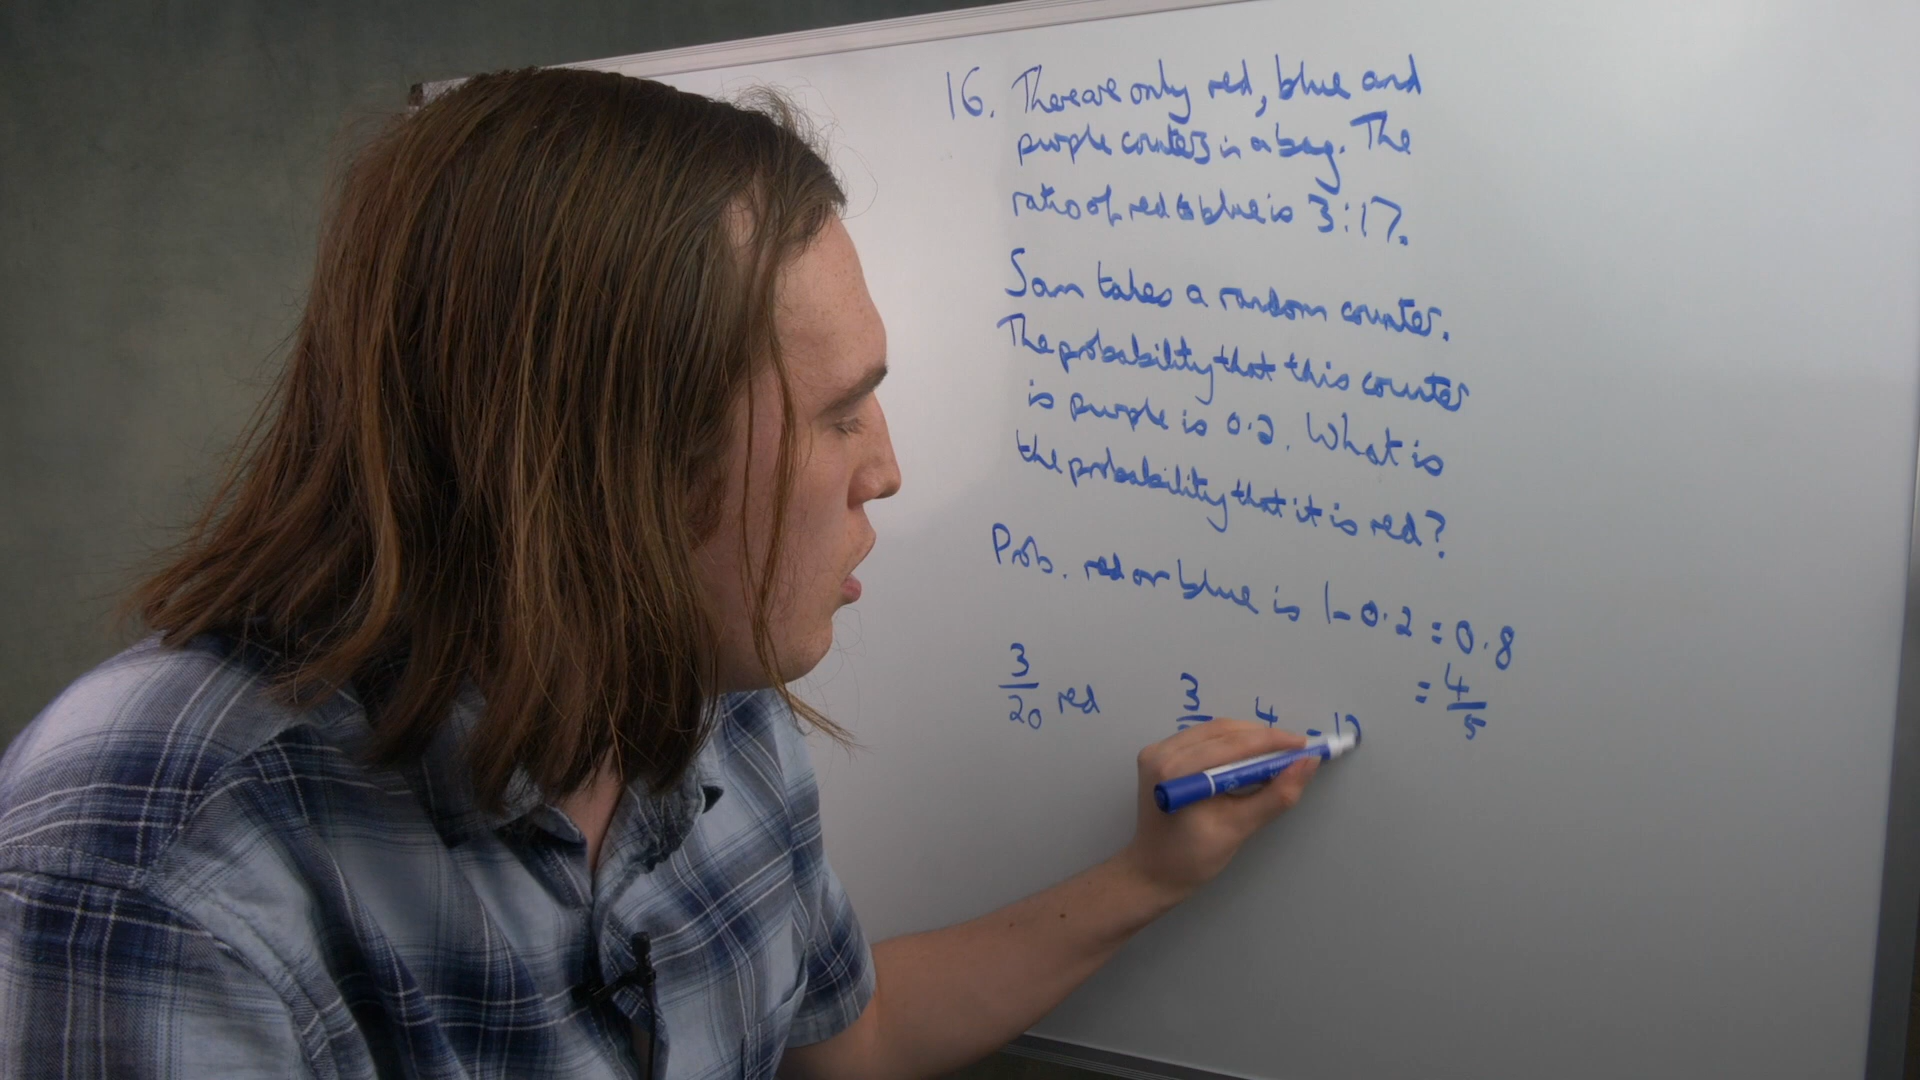 16. There are only red, blue and
purple counters in a bag. The
ratio of red to blue is 3:17.
Sam takes a random counter.
The probability that this counter
is purple is 0.2. What is
the probability that it is red?
Prob. red or blue is 1-0.2 = 0.8
= 4/5
3/20 red
3 4 = 12